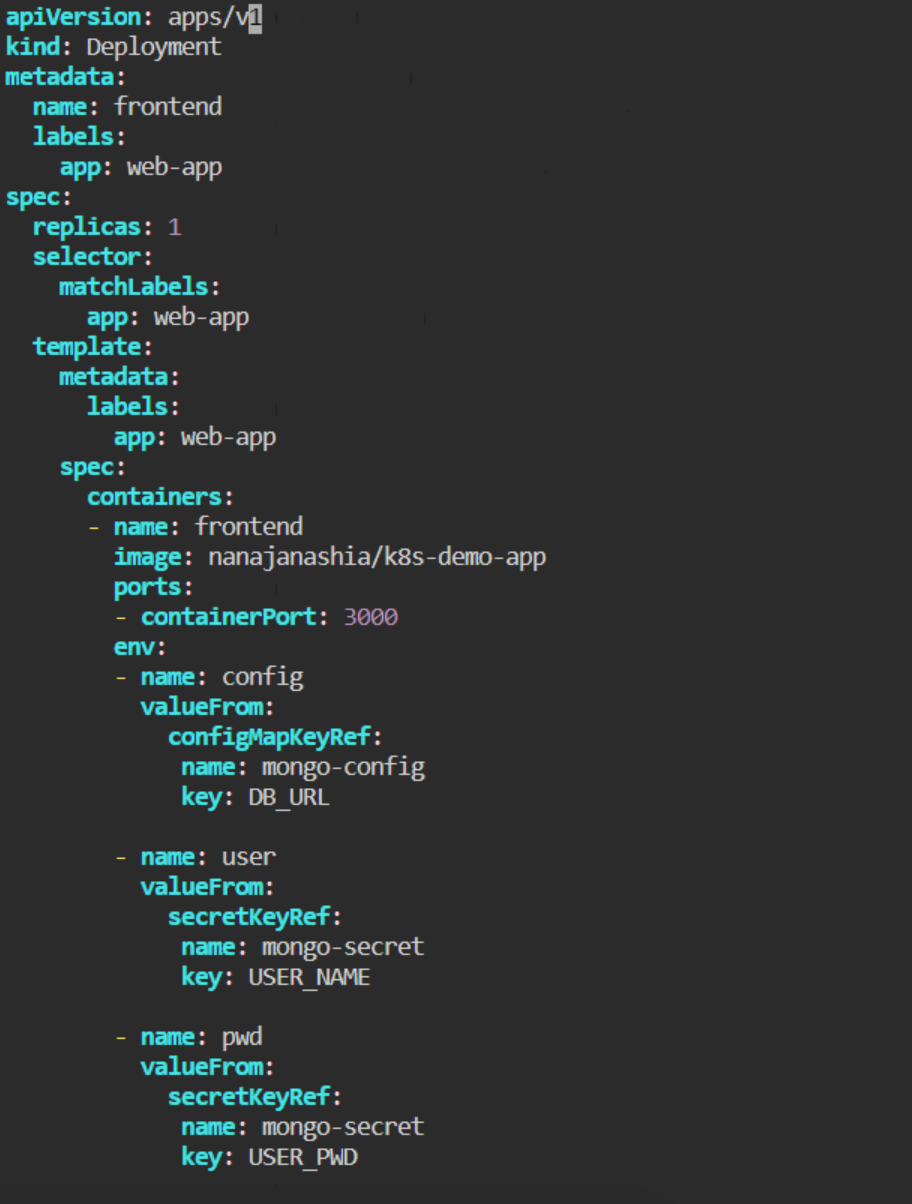 apiVersion: apps/v1
kind: Deployment
metadata:
  name: frontend
  labels:
    app: web-app
spec:
  replicas: 1
  selector:
    matchLabels:
      app: web-app
  template:
    metadata:
      labels:
        app: web-app
    spec:
      containers:
      - name: frontend
        image: nanajanashia/k8s-demo-app
        ports:
        - containerPort: 3000
        env:
        - name: config
          valueFrom:
            configMapKeyRef:
             name: mongo-config
             key: DB_URL

        - name: user
          valueFrom:
            secretKeyRef:
             name: mongo-secret
             key: USER_NAME

        - name: pwd
          valueFrom:
            secretKeyRef:
             name: mongo-secret
             key: USER_PWD